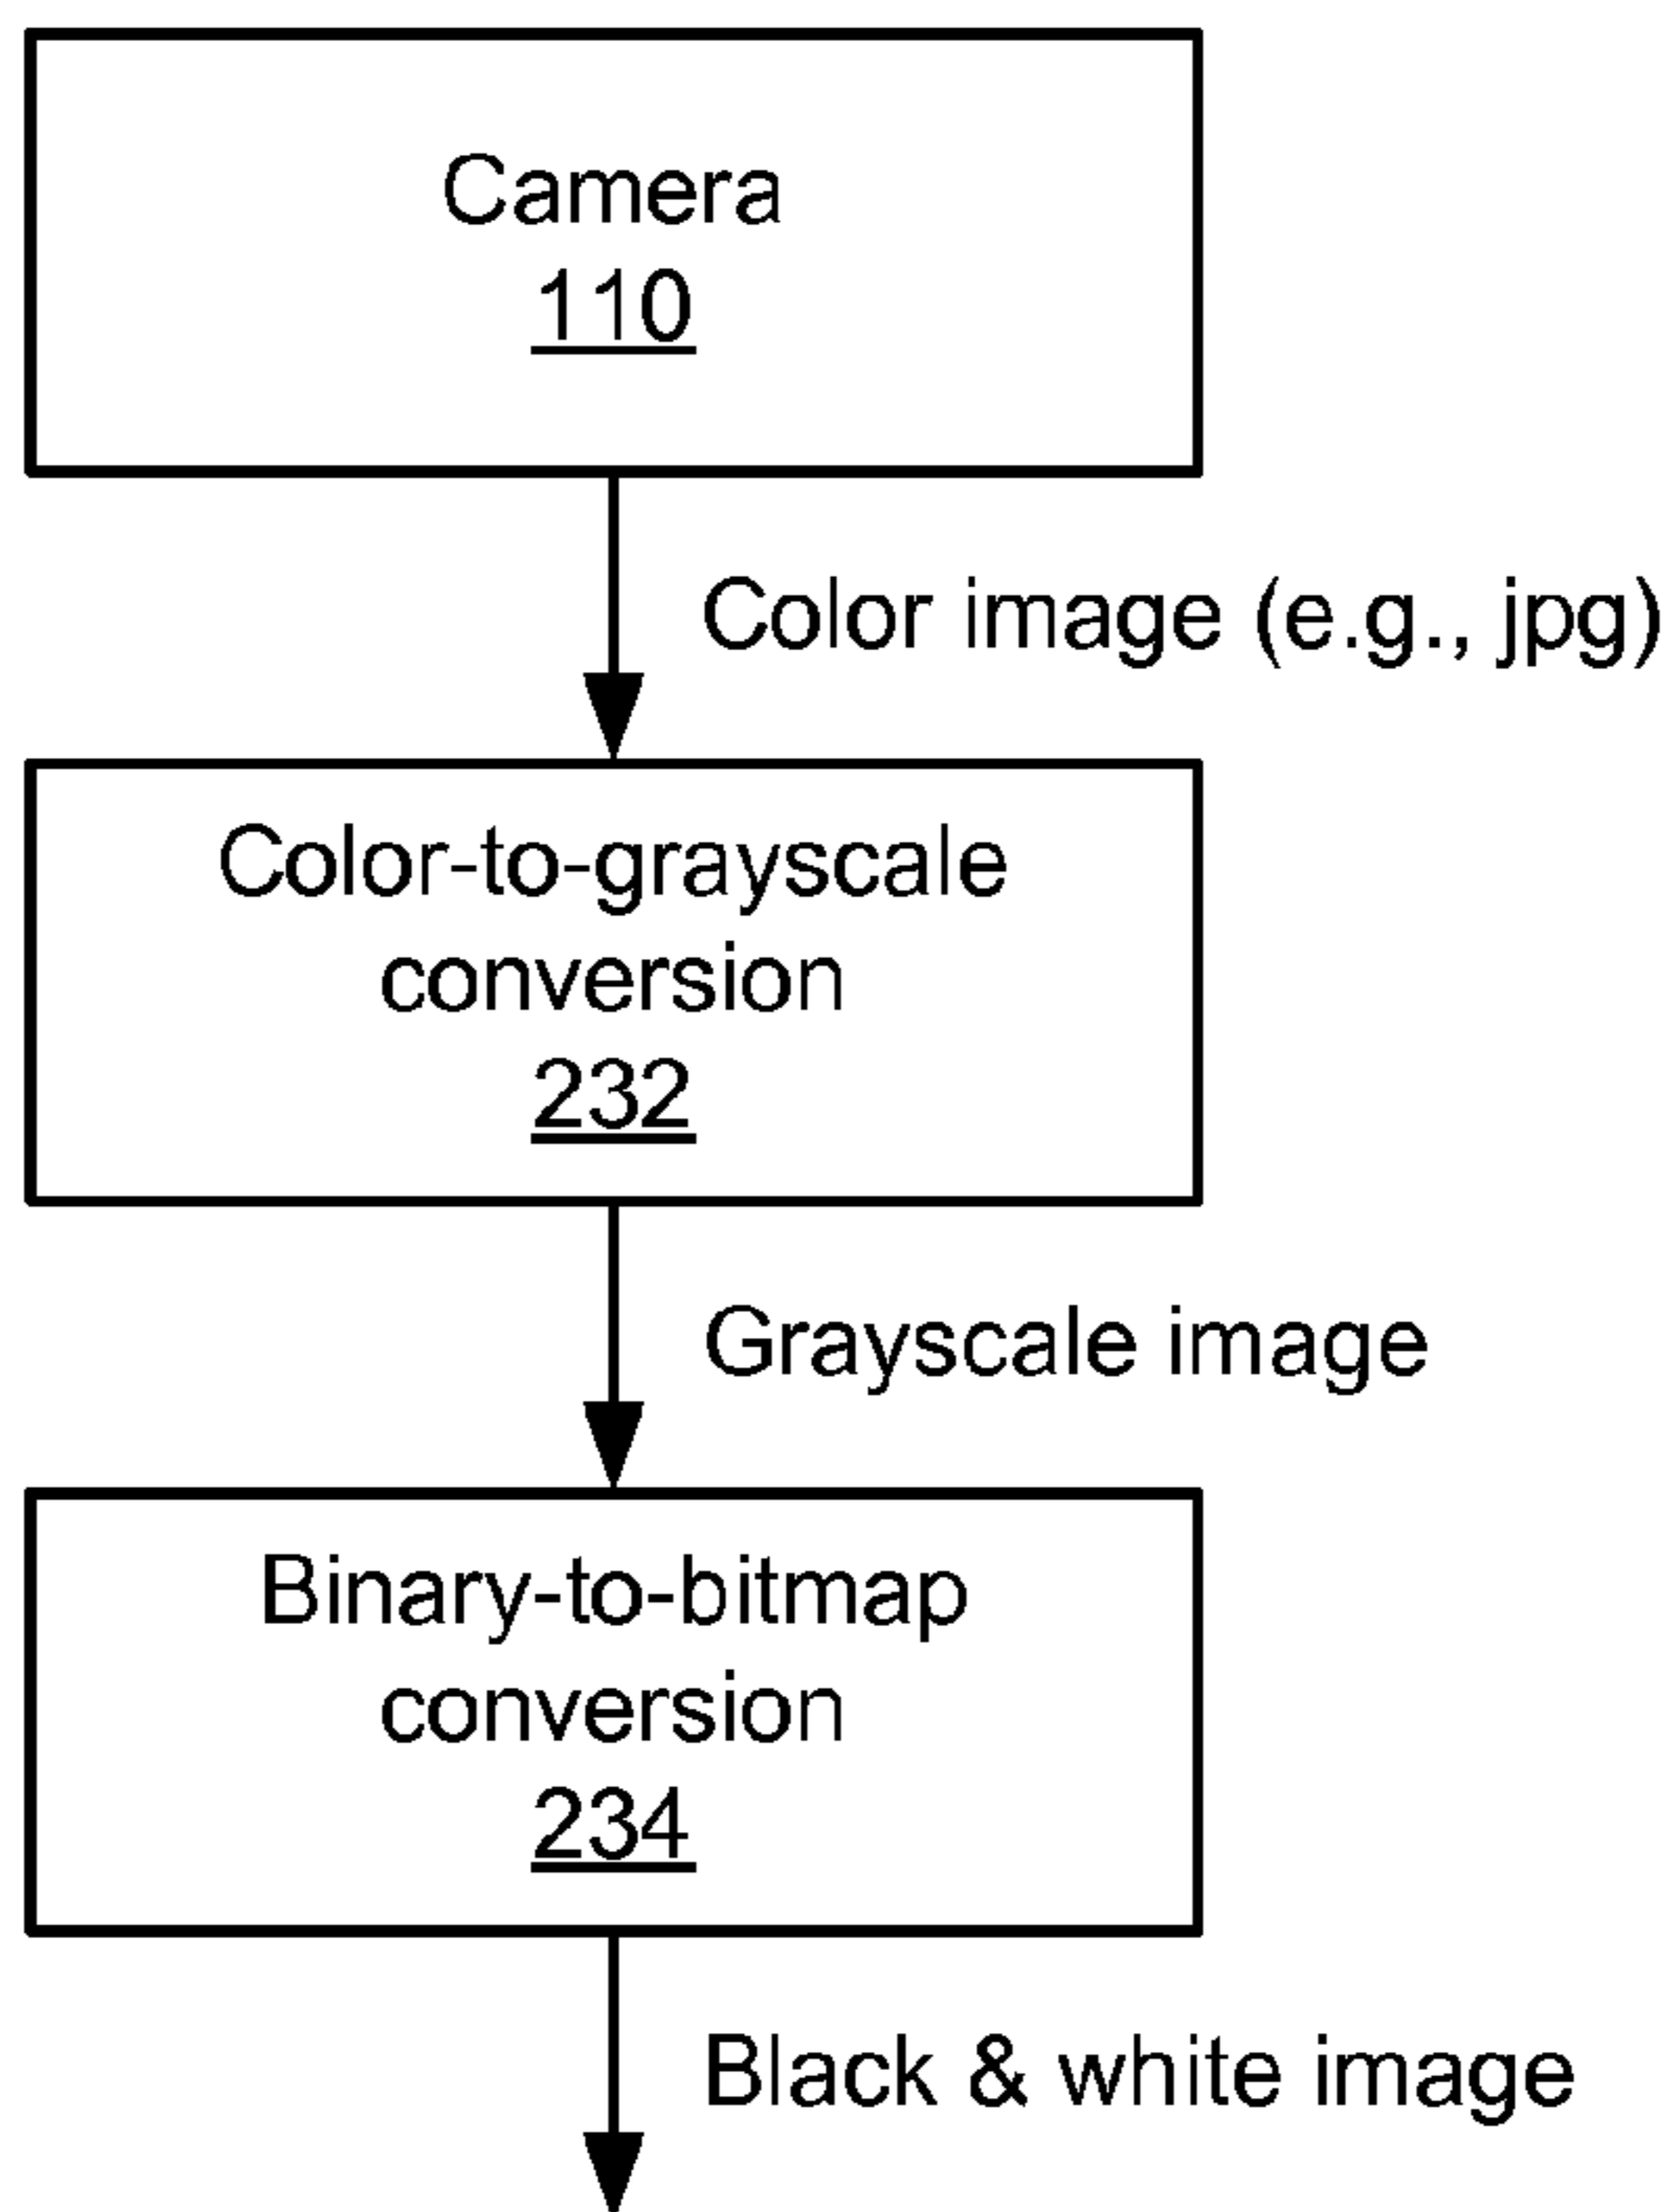 Camera
110
Color image (e.g., jpg)
Color-to-grayscale
conversion
232
Grayscale image
Binary-to-bitmap
conversion
234
Black & white image